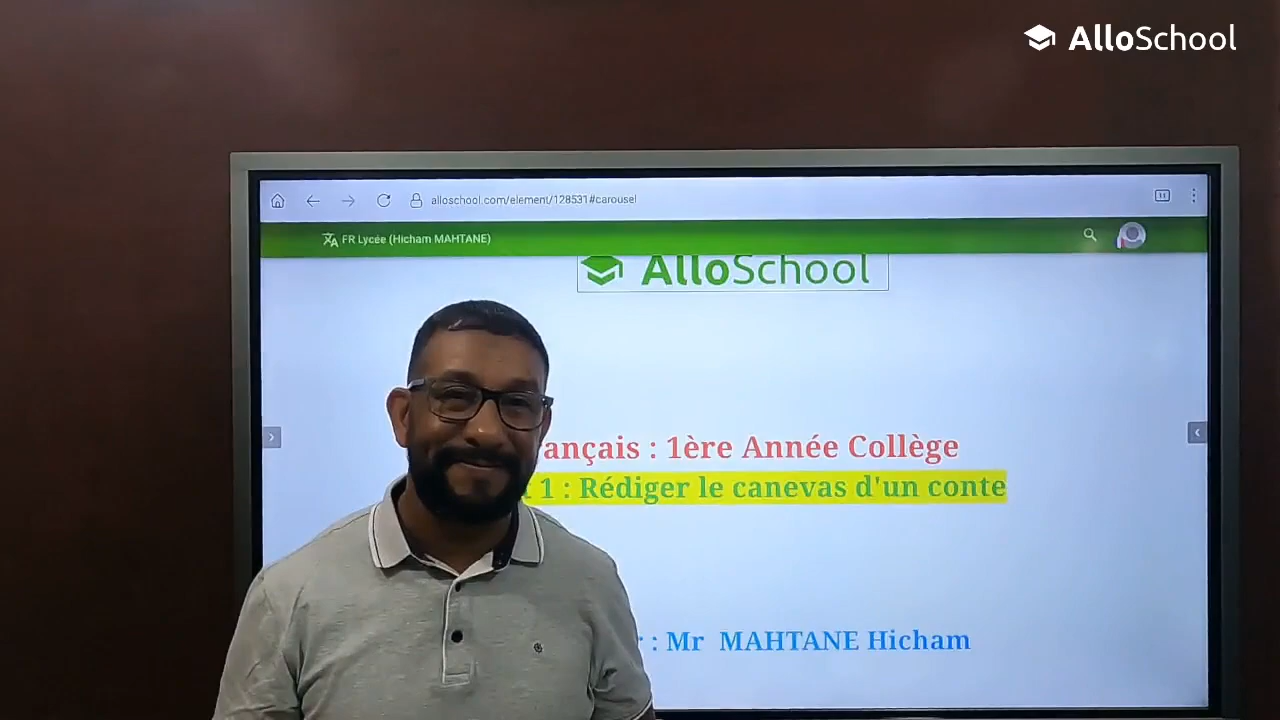 AlloSchool
alloschool.com/element/128531#carousel
FR Lycée (Hicham MAHTANE)
AlloSchool
ançais : 1ère Année Collège
1 : Rédiger le canevas d'un conte
: Mr MAHTANE Hicham